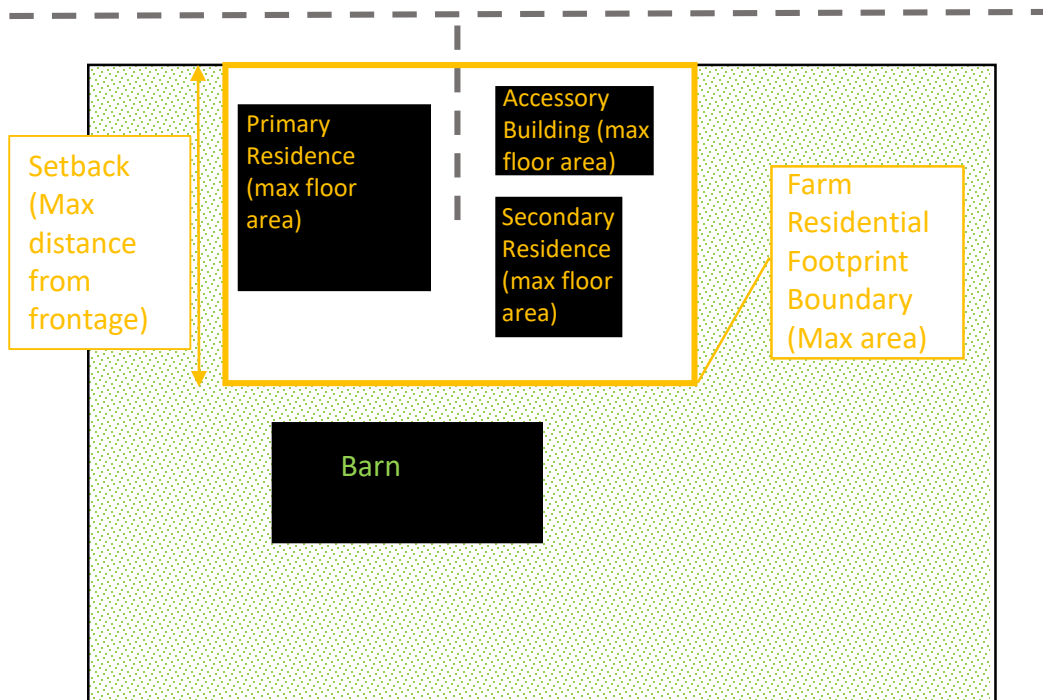 Setback
(Max
distance
from
frontage)
Primary
Residence
(max floor
area)
Accessory
Building (max
floor area)
Secondary
Residence
(max floor
area)
Farm
Residential
Footprint
Boundary
(Max area)
Barn